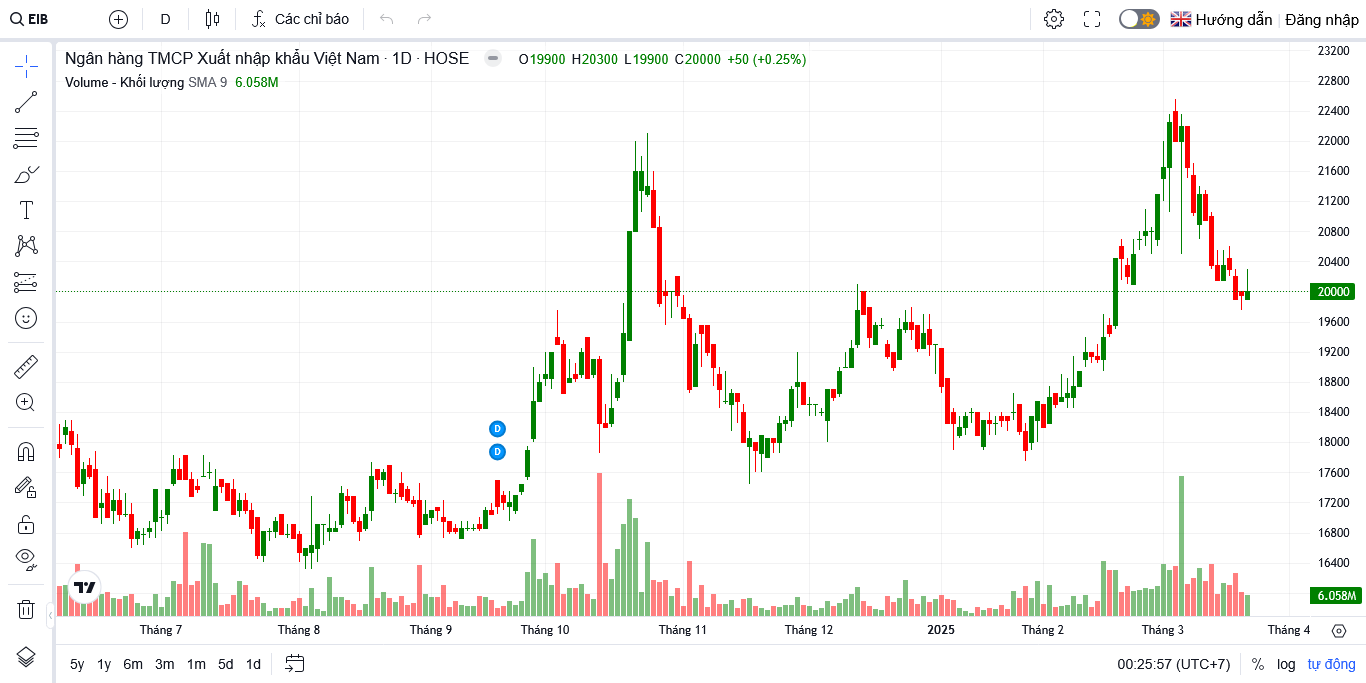 EIB D Các chỉ báo Hướng dẫn Đăng nhập
Ngân hàng TMCP Xuất nhập khẩu Việt Nam · 1D · HOSE O19900 H20300 L19900 C20000 +50 (+0.25%)
Volume - Khối lượng SMA 9 6.058M
23200
22800
22400
22000
21600
21200
20800
20400
20000
19600
19200
18800
18400
18000
17600
17200
16800
16400
6.058M
D
D
Tháng 7 Tháng 8 Tháng 9 Tháng 10 Tháng 11 Tháng 12 2025 Tháng 2 Tháng 3 Tháng 4
5y 1y 6m 3m 1m 5d 1d 00:25:57 (UTC+7) % log tự động